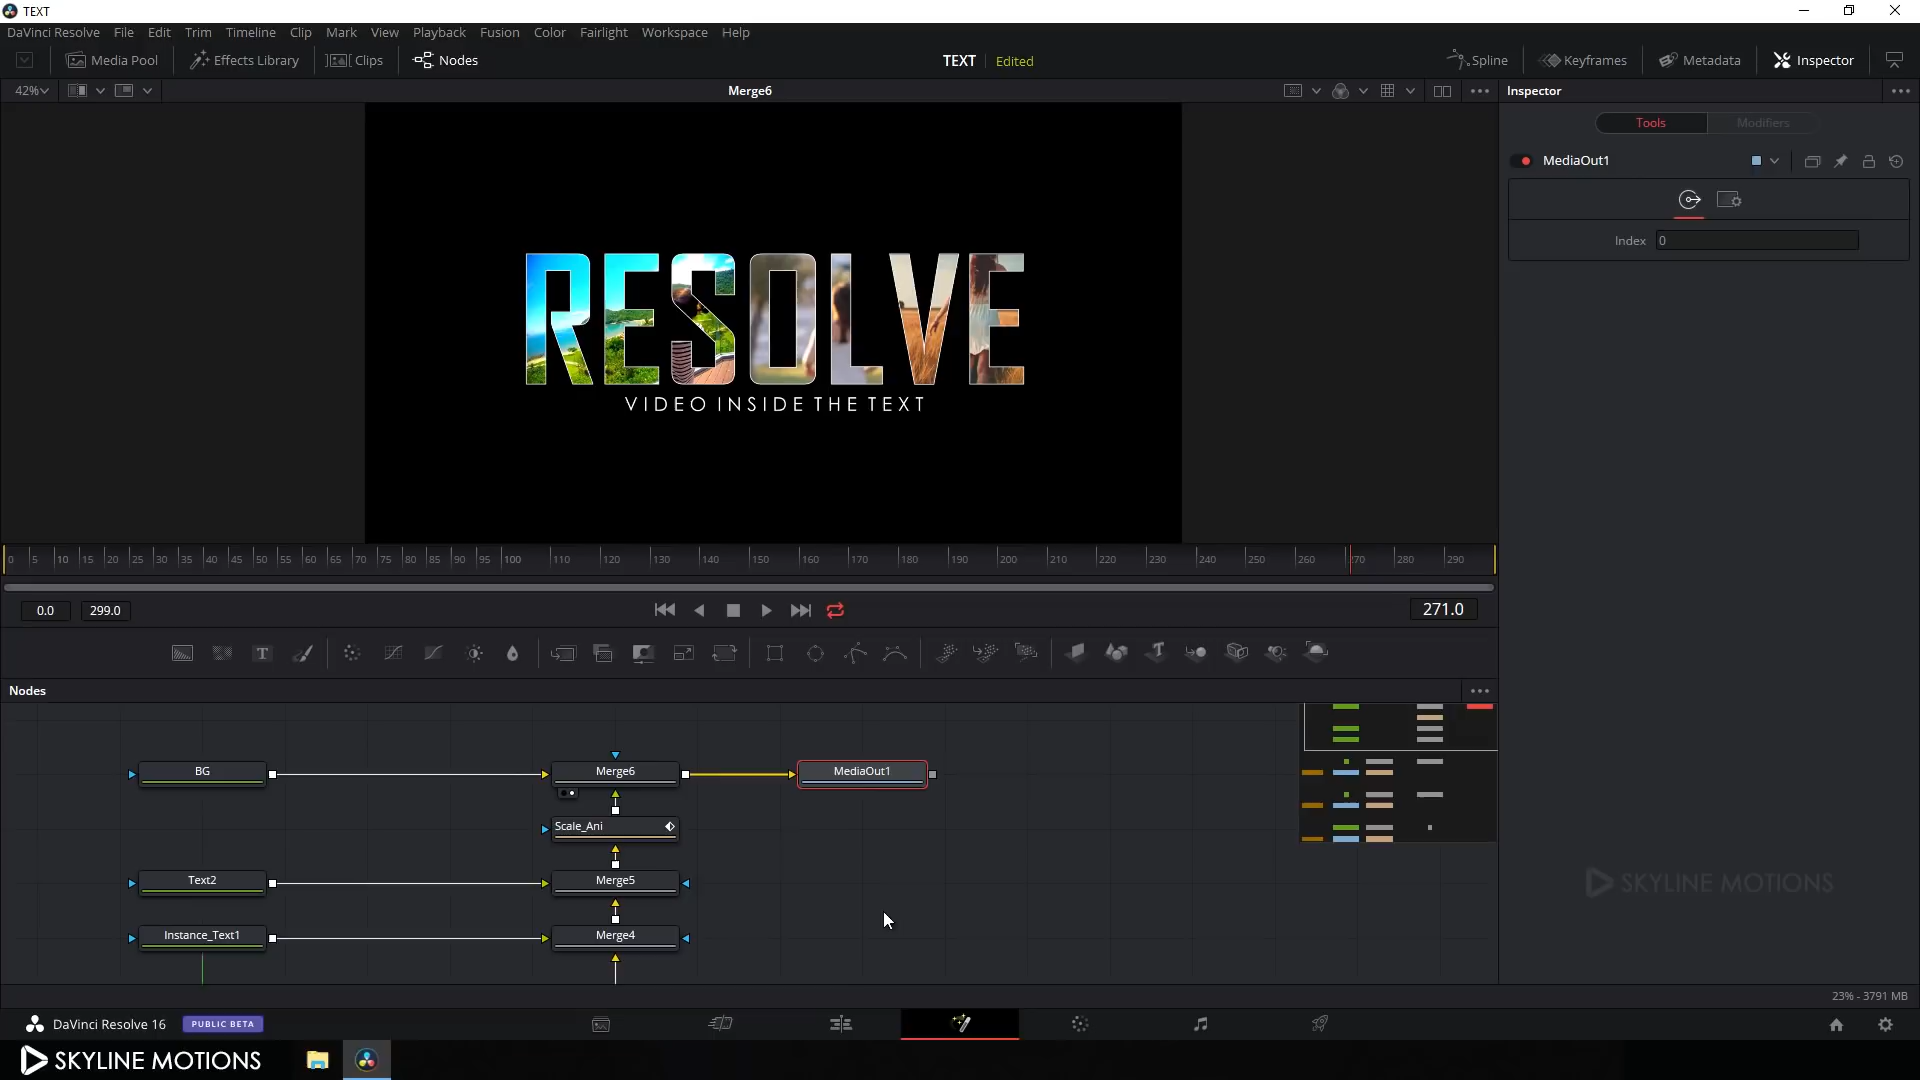 TEXT
DaVinci Resolve File Edit Trim Timeline Clip Mark View Playback Fusion Color Fairlight Workspace Help
Media Pool Effects Library Clips Nodes TEXT Edited Spline Keyframes Metadata Inspector
42% Merge6 Inspector
Tools Modifiers
MediaOut1
Index 0
RESOLVE
VIDEO INSIDE THE TEXT
0 5 10 15 20 25 30 35 40 45 50 55 60 65 70 75 80 85 90 95 100 110 120 130 140 150 160 170 180 190 200 210 220 230 240 250 260 270 280 290
0.0 299.0 271.0
Nodes
BG Merge6 MediaOut1
Scale_Ani
Text2 Merge5
SKYLINE MOTIONS
Instance_Text1 Merge4
23% - 3791 MB
DaVinci Resolve 16 PUBLIC BETA
SKYLINE MOTIONS